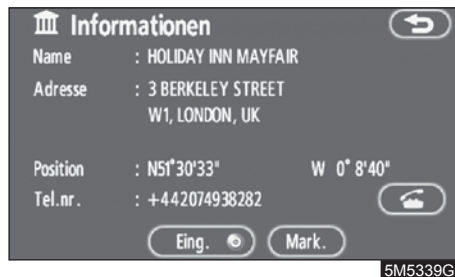 Informationen
Name : HOLIDAY INN MAYFAIR
Adresse : 3 BERKELEY STREET
W1, LONDON, UK
Position : N51°30'33" W 0° 8'40"
Tel.nr. : +442074938282
Eing. Mark.
5M5339G